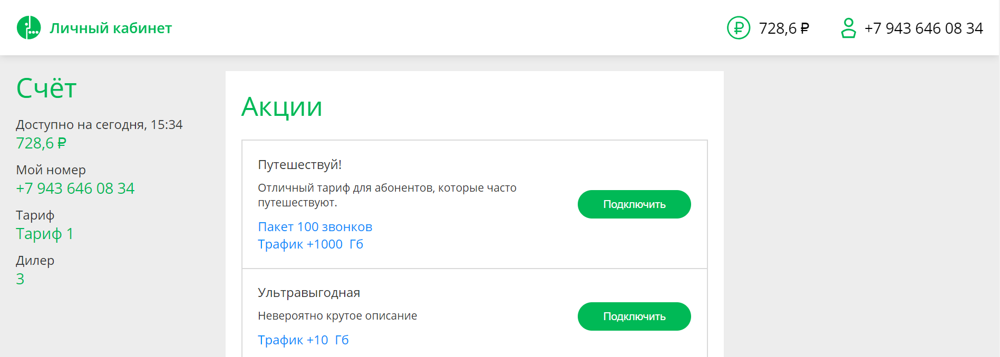 Личный кабинет
728,6 ₽
+7 943 646 08 34
Счёт
Доступно на сегодня, 15:34
728,6 ₽
Мой номер
+7 943 646 08 34
Тариф
Тариф 1
Дилер
3
Акции
Путешествуй!
Отличный тариф для абонентов, которые часто
путешествуют.
Пакет 100 звонков
Трафик +1000 Гб
Подключить
Ультравыгодная
Невероятно крутое описание
Трафик +10 Гб
Подключить